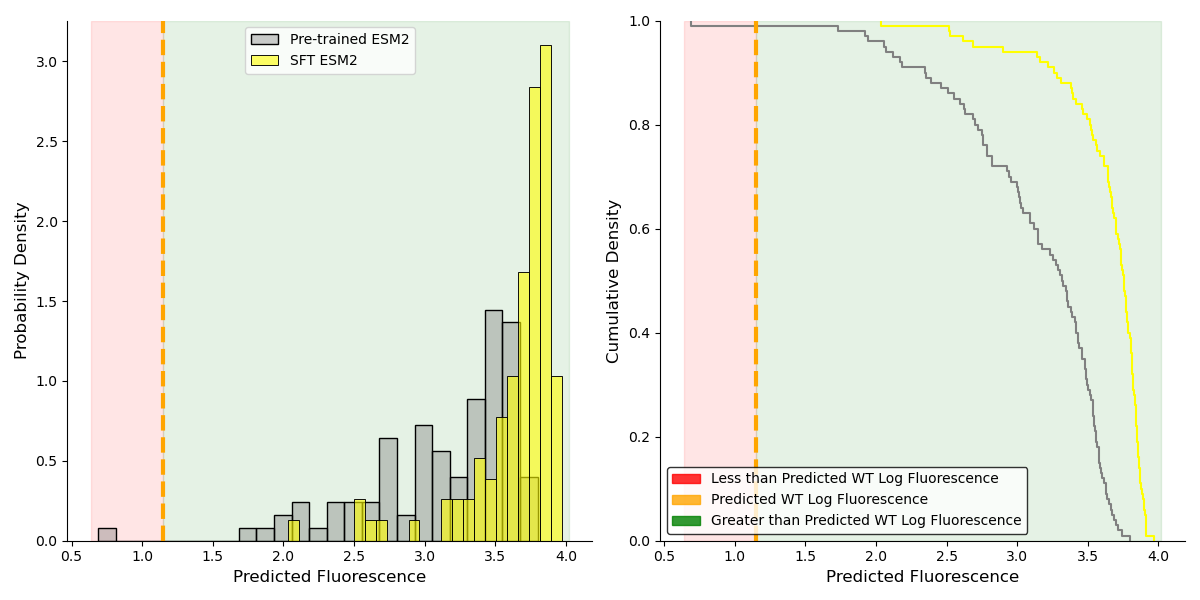 Pre-trained ESM2
SFT ESM2
Probability Density
3.0
2.5
2.0
1.5
1.0
0.5
0.0
0.5 1.0 1.5 2.0 2.5 3.0 3.5 4.0
Predicted Fluorescence
Cumulative Density
1.0
0.8
0.6
0.4
0.2
0.0
Less than Predicted WT Log Fluorescence
Predicted WT Log Fluorescence
Greater than Predicted WT Log Fluorescence
0.5 1.0 1.5 2.0 2.5 3.0 3.5 4.0
Predicted Fluorescence